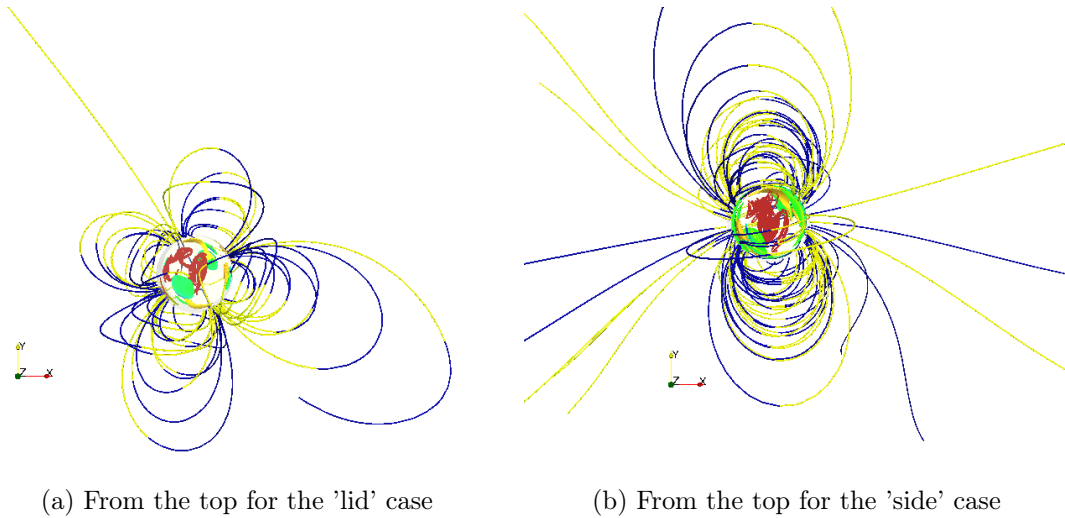 Y
Z X
Y
Z X
(a) From the top for the 'lid' case
(b) From the top for the 'side' case